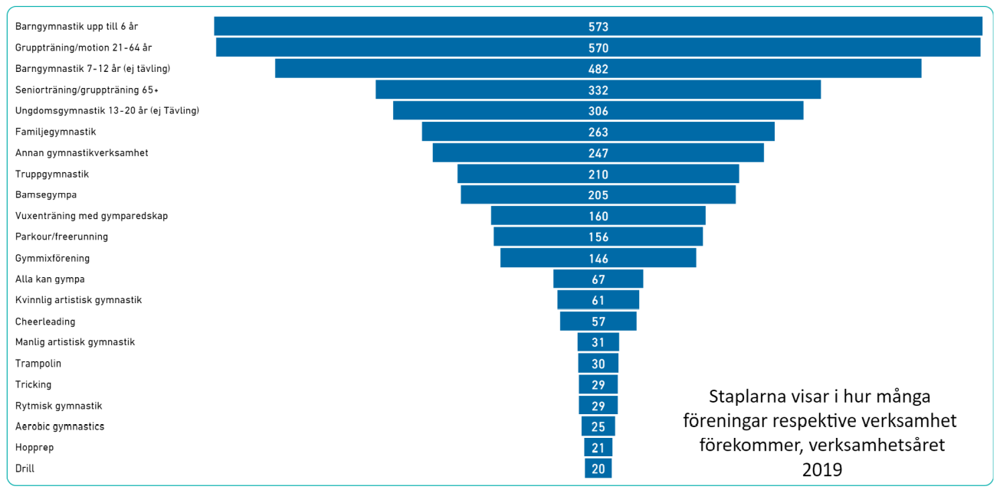 Barngymnastik upp till 6 år 573
Gruppträning/motion 21-64 år 570
Barngymnastik 7-12 år (ej tävling) 482
Seniorträning/gruppträning 65+ 332
Ungdomsgymnastik 13-20 år (ej Tävling) 306
Familjegymnastik 263
Annan gymnastikverksamhet 247
Truppgymnastik 210
Bamsegympa 205
Vuxenträning med gymparedskap 160
Parkour/freerunning 156
Gymmixförening 146
Alla kan gympa 67
Kvinnlig artistisk gymnastik 61
Cheerleading 57
Manlig artistisk gymnastik 31
Trampolin 30
Tricking 29
Rytmisk gymnastik 29
Aerobic gymnastics 25
Hopprep 21
Drill 20
Staplarna visar i hur många
föreningar respektive verksamhet
förekommer, verksamhetsåret
2019